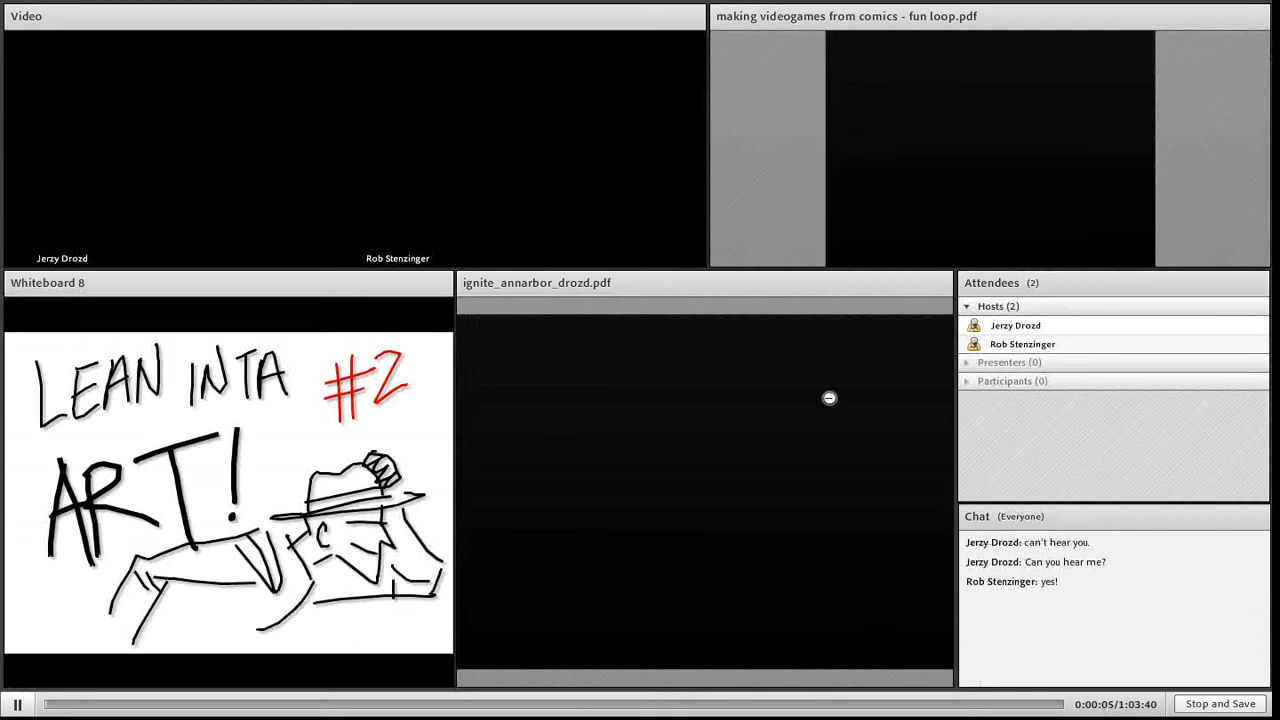 Video
making videogames from comics - fun loop.pdf
Jerzy Drozd
Rob Stenzinger
Whiteboard 8
LEAN INTA #2
ART!
ignite_annarbor_drozd.pdf
Attendees (2)
Hosts (2)
Jerzy Drozd
Rob Stenzinger
Presenters (0)
Participants (0)
Chat (Everyone)
Jerzy Drozd: can't hear you.
Jerzy Drozd: Can you hear me?
Rob Stenzinger: yes!
0:00:05/1:03:40
Stop and Save